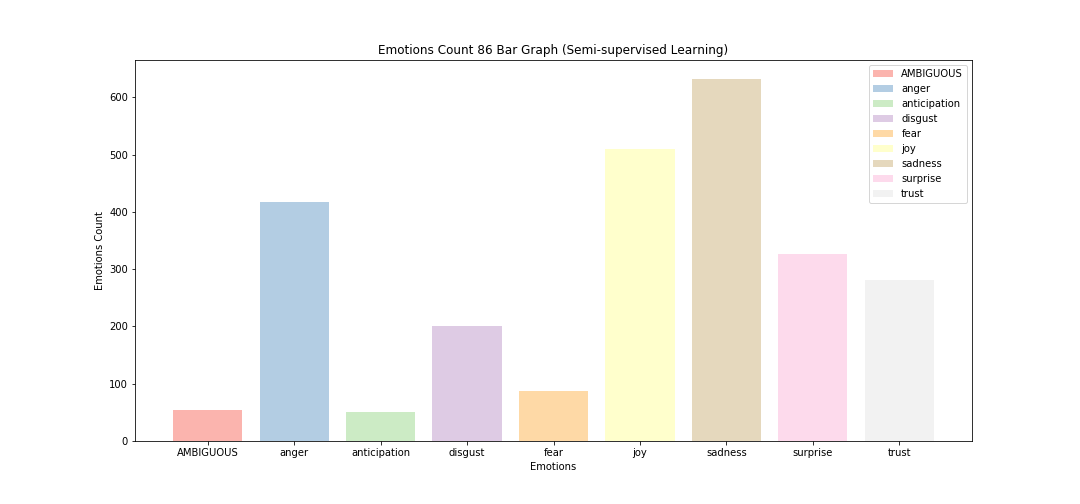 Emotions Count 86 Bar Graph (Semi-supervised Learning)
AMBIGUOUS
anger
anticipation
disgust
fear
joy
sadness
surprise
trust
Emotions Count
600
500
400
300
200
100
0
AMBIGUOUS anger anticipation disgust fear joy sadness surprise trust
Emotions